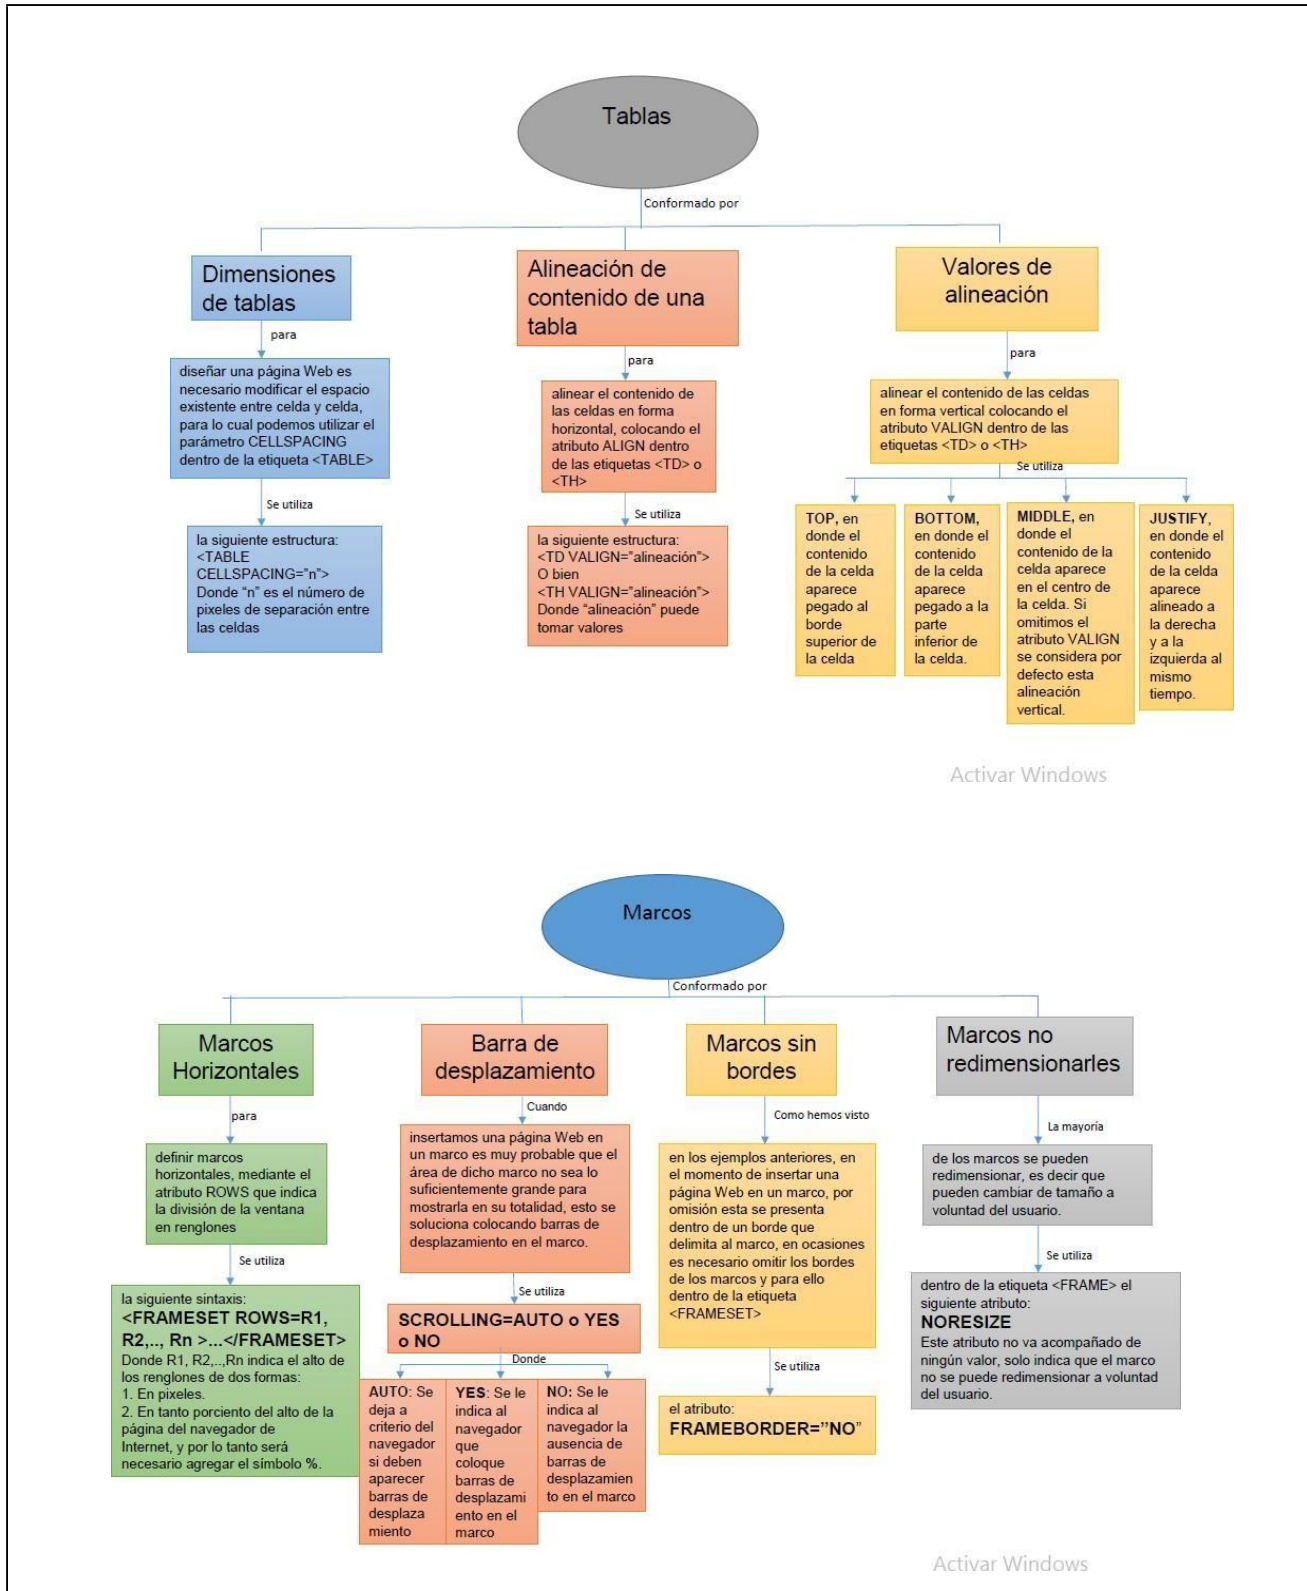 Tablas
Conformado por
Dimensiones
de tablas
para
diseñar una página Web es
necesario modificar el espacio
existente entre celda y celda,
para lo cual podemos utilizar el
parámetro CELLSPACING
dentro de la etiqueta <TABLE>
Se utiliza
la siguiente estructura:
<TABLE
CELLSPACING="n">
Donde “n” es el número de
pixeles de separación entre
las celdas
Alineación de
contenido de una
tabla
para
alinear el contenido de
las celdas en forma
horizontal, colocando el
atributo ALIGN dentro
de las etiquetas <TD> o
<TH>
Se utiliza
la siguiente estructura:
<TD VALIGN=”alineación”>
O bien
<TH VALIGN=”alineación”>
Donde “alineación” puede
tomar valores
Valores de
alineación
para
alinear el contenido de las celdas
en forma vertical colocando el
atributo VALIGN dentro de las
etiquetas <TD> o <TH>
Se utiliza
TOP, en
donde el
contenido
de la celda
aparece
pegado al
borde
superior de
la celda
BOTTOM,
en donde el
contenido
de la celda
aparece
pegado a la
parte
inferior de
la celda.
MIDDLE, en
donde el
contenido de la
celda aparece
en el centro de
la celda. Si
omitimos el
atributo VALIGN
se considera por
defecto esta
alineación
vertical.
JUSTIFY,
en donde el
contenido
de la celda
aparece
alineado a
la derecha
y a la
izquierda al
mismo
tiempo.
Activar Windows
Marcos
Conformado por
Marcos
Horizontales
para
definir marcos
horizontales, mediante el
atributo ROWS que indica
la división de la ventana
en renglones
Se utiliza
la siguiente sintaxis:
<FRAMESET ROWS=R1,
R2,.., Rn >...</FRAMESET>
Donde R1, R2,..,Rn indica el alto de
los renglones de dos formas:
1. En pixeles.
2. En tanto porciento del alto de la
página del navegador de
Internet, y por lo tanto será
necesario agregar el símbolo %.
Barra de
desplazamiento
Cuando
insertamos una página Web en
un marco es muy probable que el
área de dicho marco no sea lo
suficientemente grande para
mostrarla en su totalidad, esto se
soluciona colocando barras de
desplazamiento en el marco.
Se utiliza
SCROLLING=AUTO o YES
o NO
Donde
AUTO: Se
deja a
criterio del
navegador
si deben
aparecer
barras de
desplaza
miento
YES: Se le
indica al
navegador
que
coloque
barras de
desplazami
ento en el
marco
NO: Se le
indica al
navegador la
ausencia de
barras de
desplazamien
to en el marco
Marcos sin
bordes
Como hemos visto
en los ejemplos anteriores, en
el momento de insertar una
página Web en un marco, por
omisión esta se presenta
dentro de un borde que
delimita al marco, en ocasiones
es necesario omitir los bordes
de los marcos y para ello
dentro de la etiqueta
<FRAMESET>
Se utiliza
el atributo:
FRAMEBORDER=”NO”
Marcos no
redimensionarles
La mayoría
de los marcos se pueden
redimensionar, es decir que
pueden cambiar de tamaño a
voluntad del usuario.
Se utiliza
dentro de la etiqueta <FRAME> el
siguiente atributo:
NORESIZE
Este atributo no va acompañado de
ningún valor, solo indica que el marco
no se puede redimensionar a voluntad
del usuario.
Activar Windows